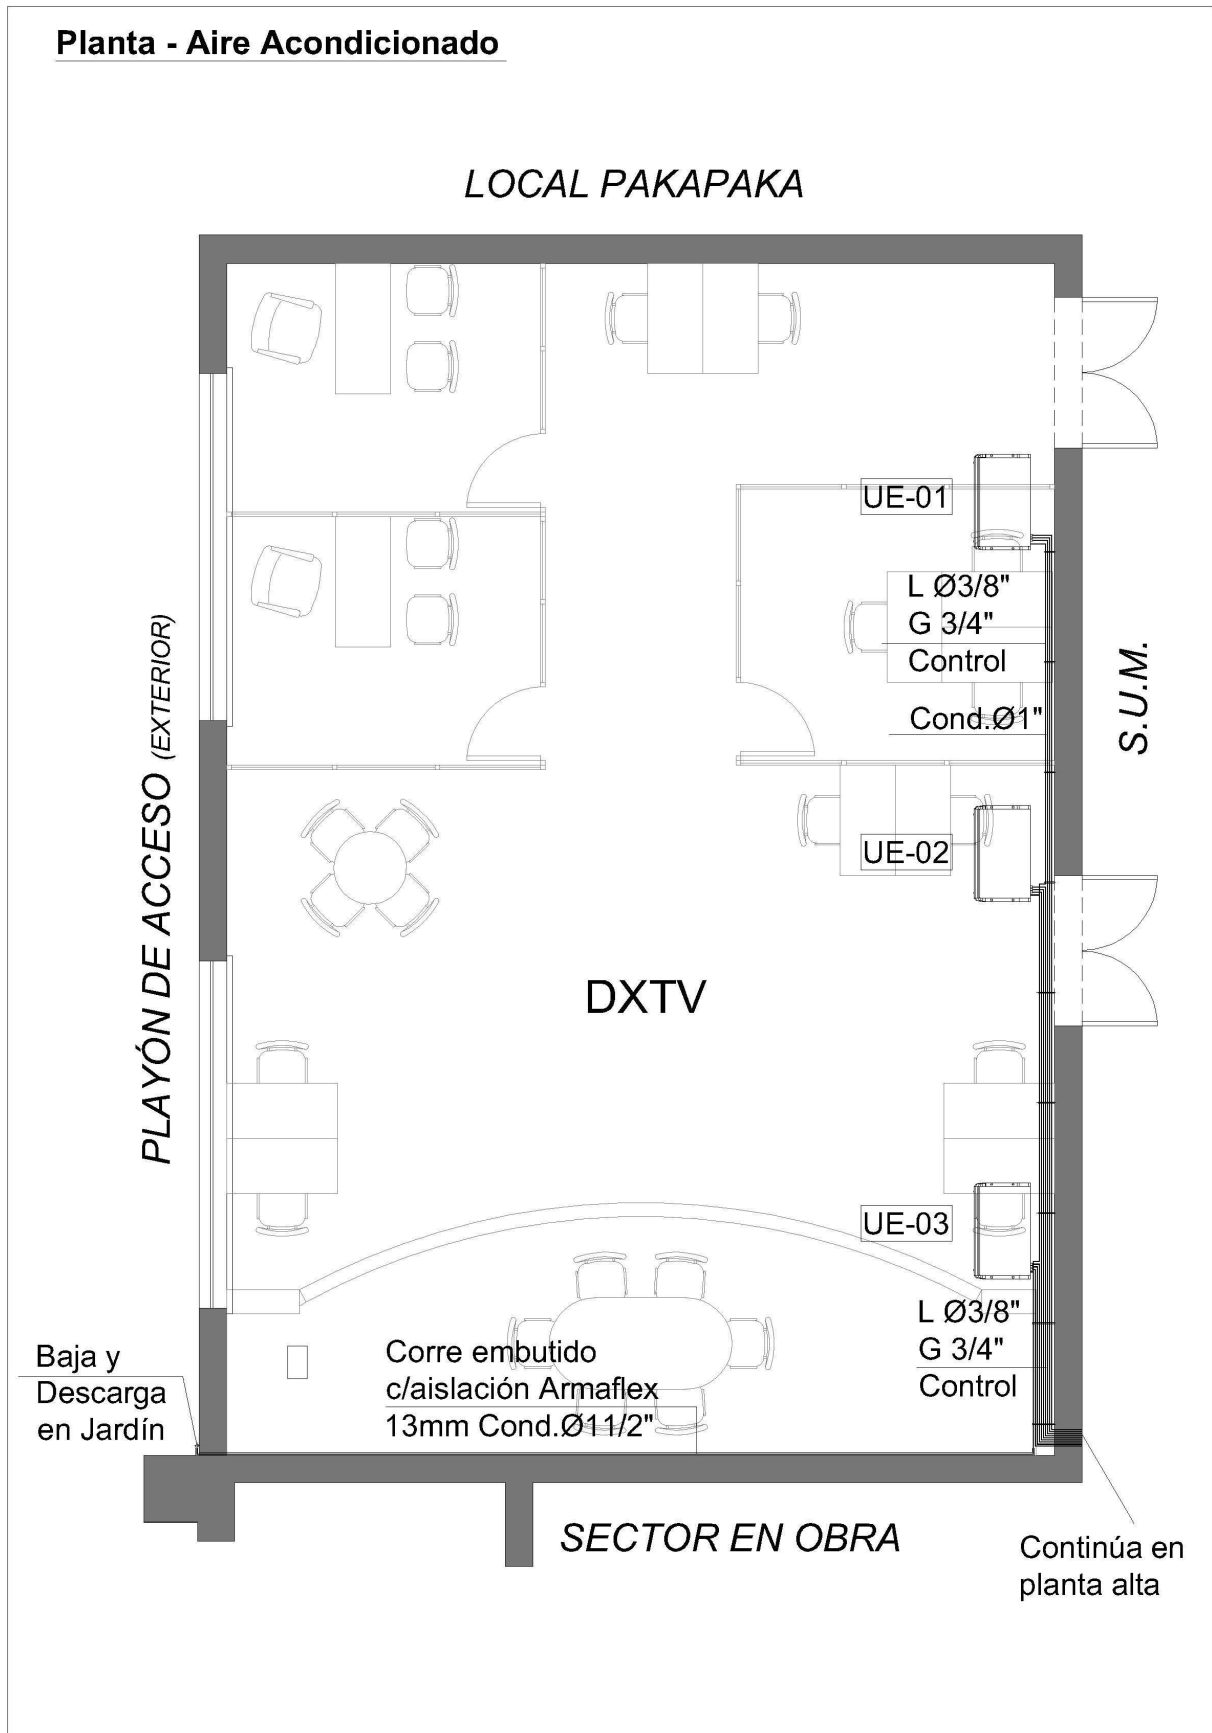 Planta - Aire Acondicionado
LOCAL PAKAPAKA
UE-01
L Ø3/8"
G 3/4"
Control
Cond.Ø1"
S.U.M.
PLAYÓN DE ACCESO (EXTERIOR)
UE-02
DXTV
UE-03
L Ø3/8"
G 3/4"
Control
Baja y
Descarga
en Jardín
Corre embutido
c/aislación Armaflex
13mm Cond.Ø11/2"
SECTOR EN OBRA
Continúa en
planta alta